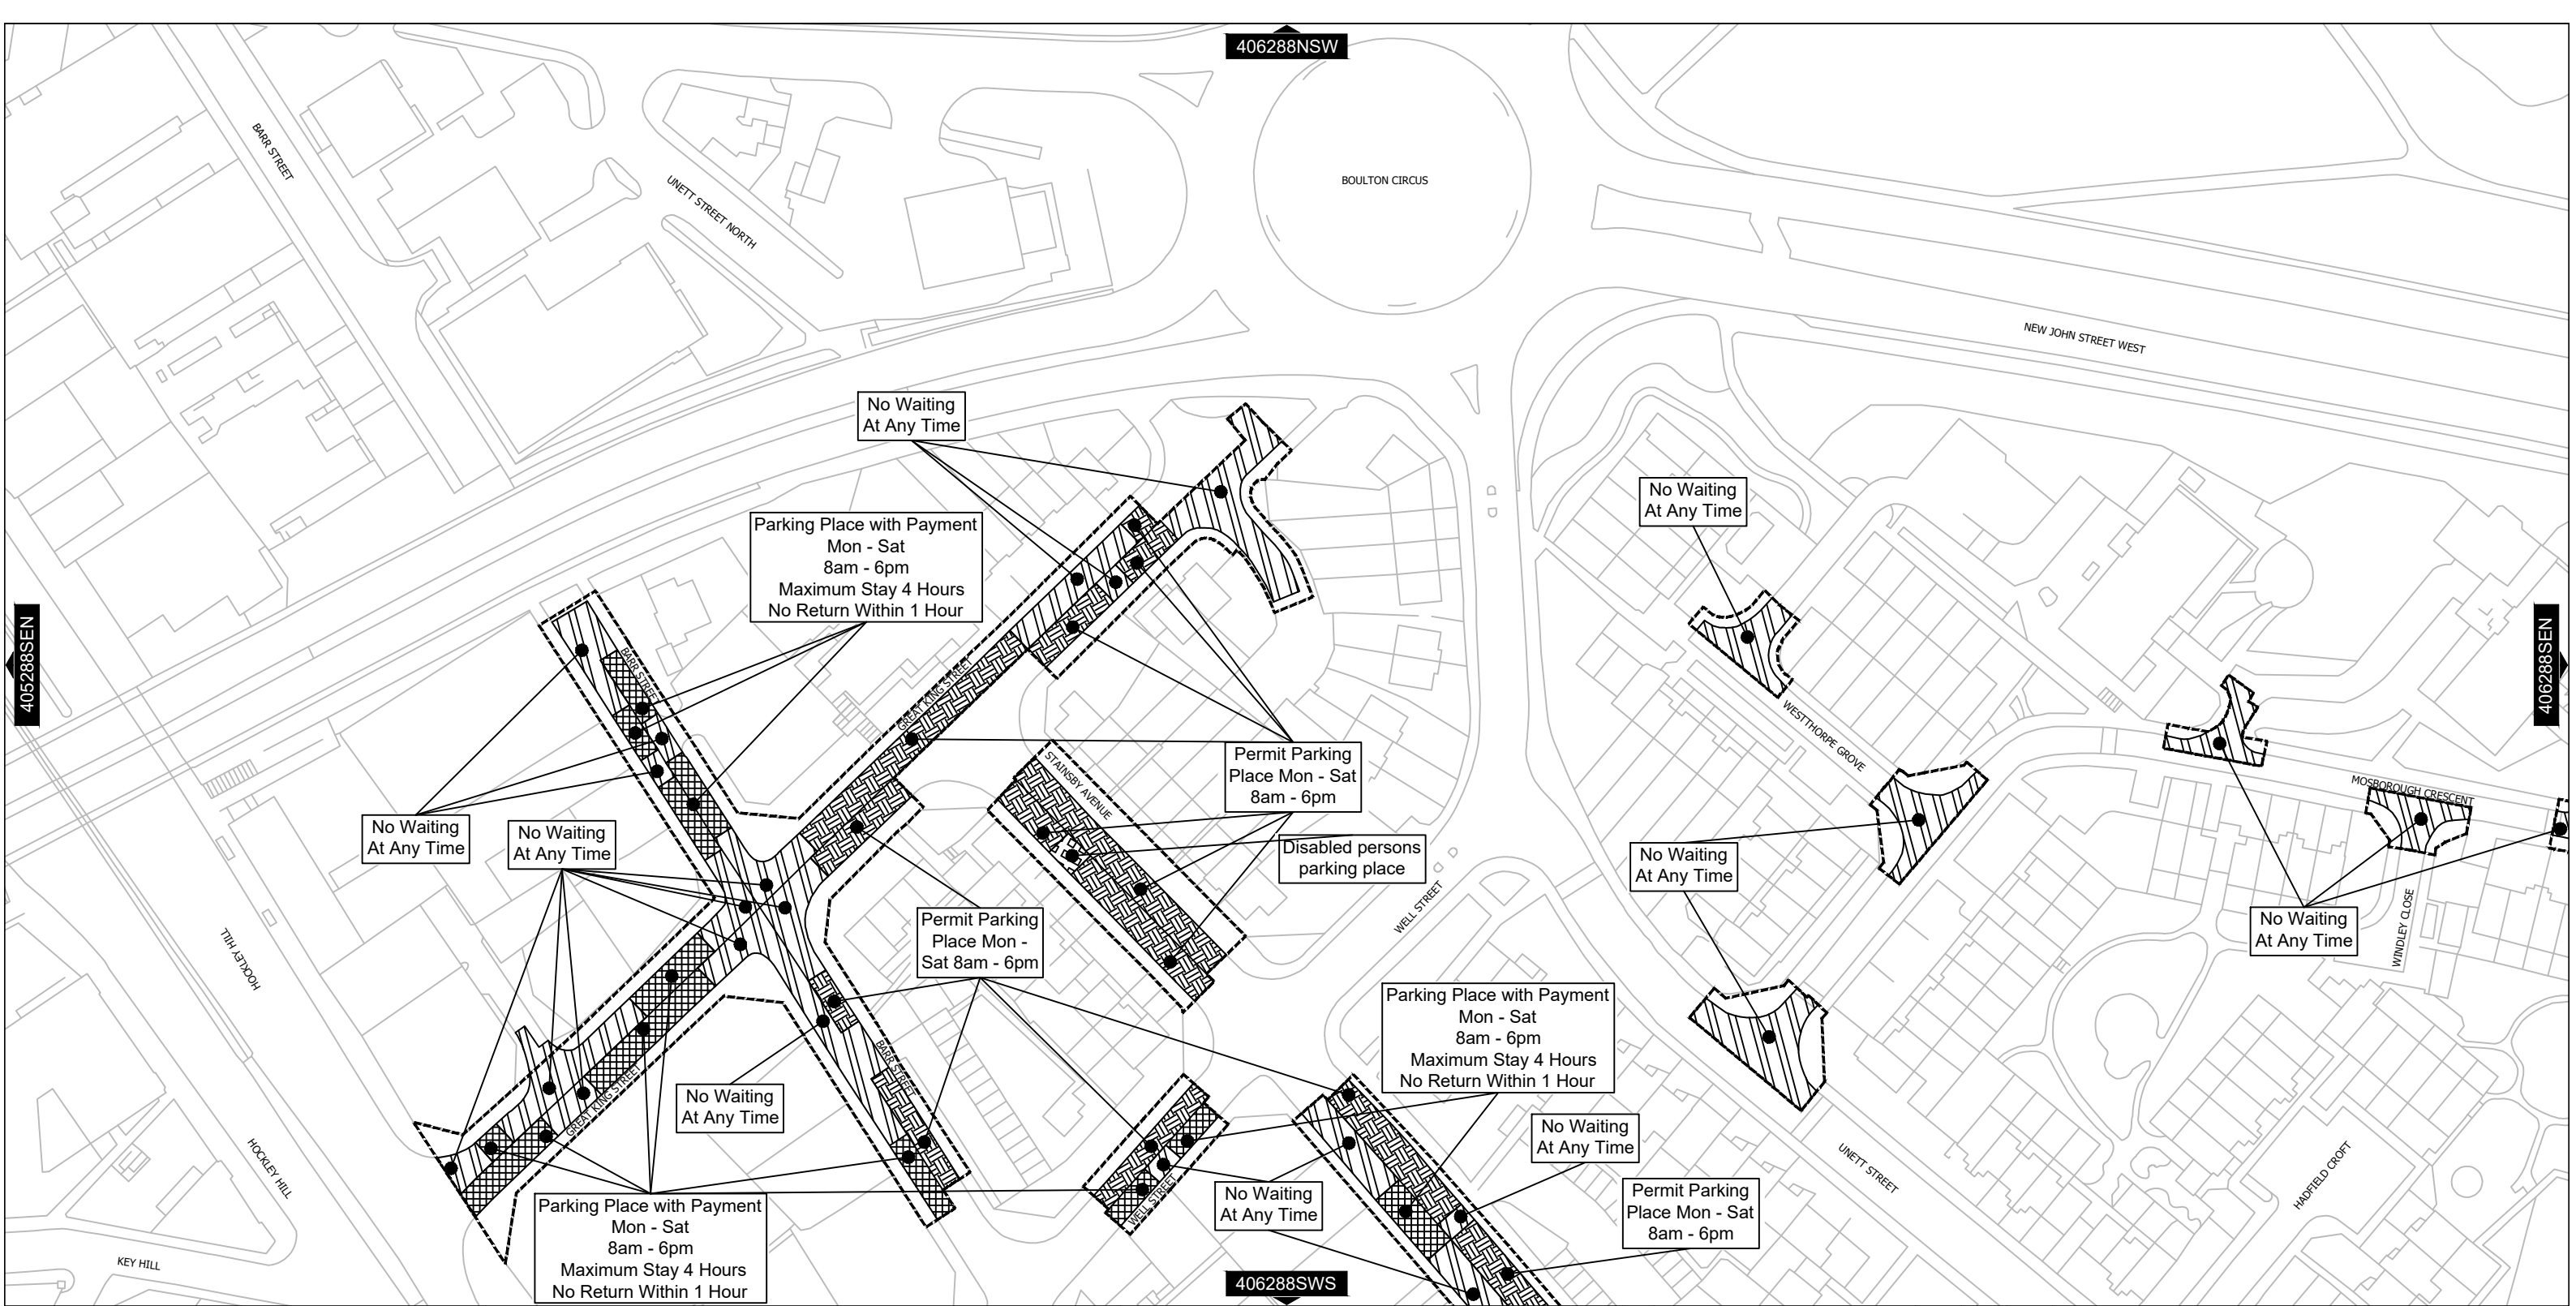 406288NSW
BARR STREET
UNETT STREET NORTH
BOULTON CIRCUS
NEW JOHN STREET WEST
No Waiting
At Any Time
Parking Place with Payment
Mon - Sat
8am - 6pm
Maximum Stay 4 Hours
No Return Within 1 Hour
No Waiting
At Any Time
405288SEN
406288SEN
BARR STREET
GREAT KING STREET
STAINSBY AVENUE
WESTTHORPE GROVE
MOSBOROUGH CRESCENT
Permit Parking
Place Mon - Sat
8am - 6pm
No Waiting
At Any Time
No Waiting
At Any Time
Disabled persons
parking place
No Waiting
At Any Time
WELL STREET
HOCKLEY HILL
Permit Parking
Place Mon -
Sat 8am - 6pm
No Waiting
At Any Time
WINDLEY CLOSE
Parking Place with Payment
Mon - Sat
8am - 6pm
Maximum Stay 4 Hours
No Return Within 1 Hour
BARR STREET
GREAT KING STREET
No Waiting
At Any Time
No Waiting
At Any Time
HOCKLEY HILL
UNETT STREET
HADFIELD CROFT
WELL STREET
No Waiting
At Any Time
Permit Parking
Place Mon - Sat
8am - 6pm
Parking Place with Payment
Mon - Sat
8am - 6pm
Maximum Stay 4 Hours
No Return Within 1 Hour
KEY HILL
406288SWS